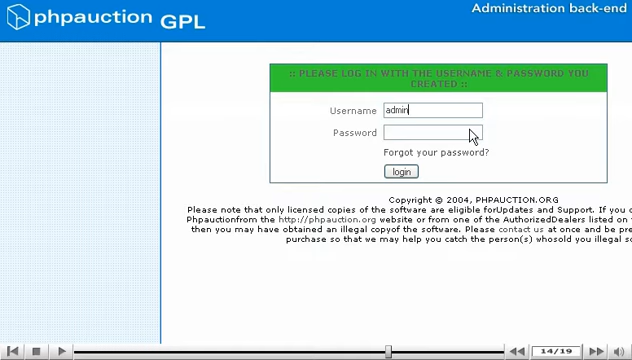 phpauction GPL
Administration back-end
:: PLEASE LOG IN WITH THE USERNAME & PASSWORD YOU
CREATED ::
Username admin
Password
Forgot your password?
login
Copyright © 2004, PHPAUCTION.ORG
Please note that only licensed copies of the software are eligible forUpdates and Support. If you
Phpauctionfrom the http://phpauction.org website or from one of the AuthorizedDealers listed on
then you may have obtained an illegal copyof the software. Please contact us at once and be pre
purchase so that we may help you catch the person(s) whosold you illegal s
14/19